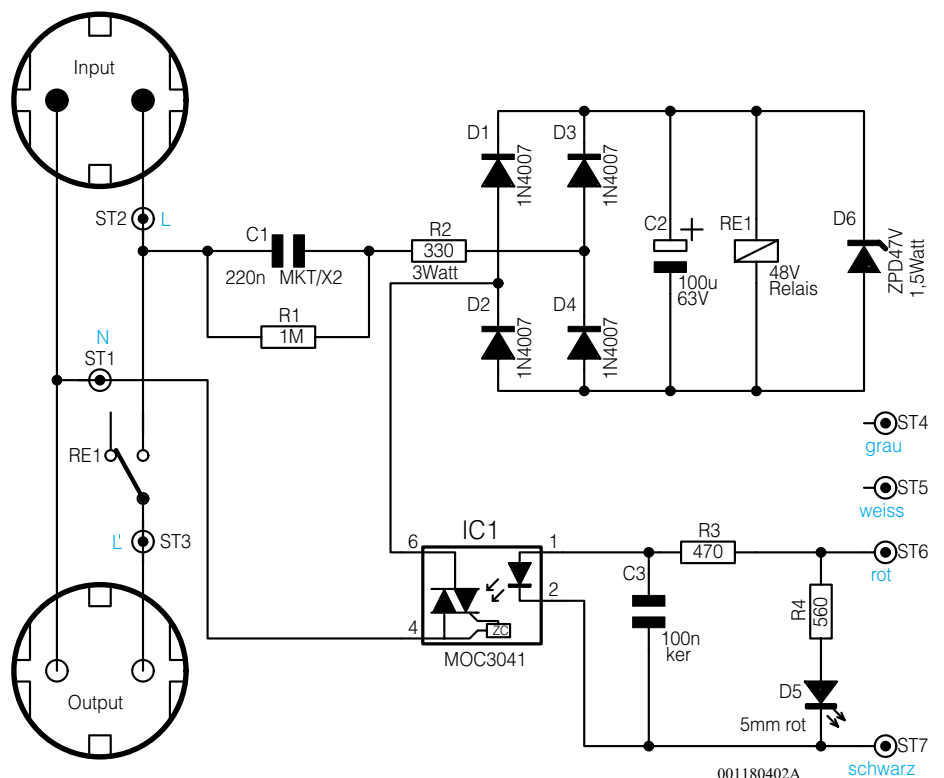 Input
ST2
L
C1
220n
MKT/X2
R1
1M
R2
330
3Watt
D1
1N4007
D3
1N4007
D2
1N4007
D4
1N4007
C2
+
100u
63V
RE1
48V
Relais
D6
ZPD47V
1,5Watt
N
ST1
RE1
L'
ST3
Output
IC1
6
4
1
2
ZC
MOC3041
C3
100n
ker
R3
470
R4
560
D5
5mm rot
ST4
grau
ST5
weiss
ST6
rot
ST7
schwarz
001180402A